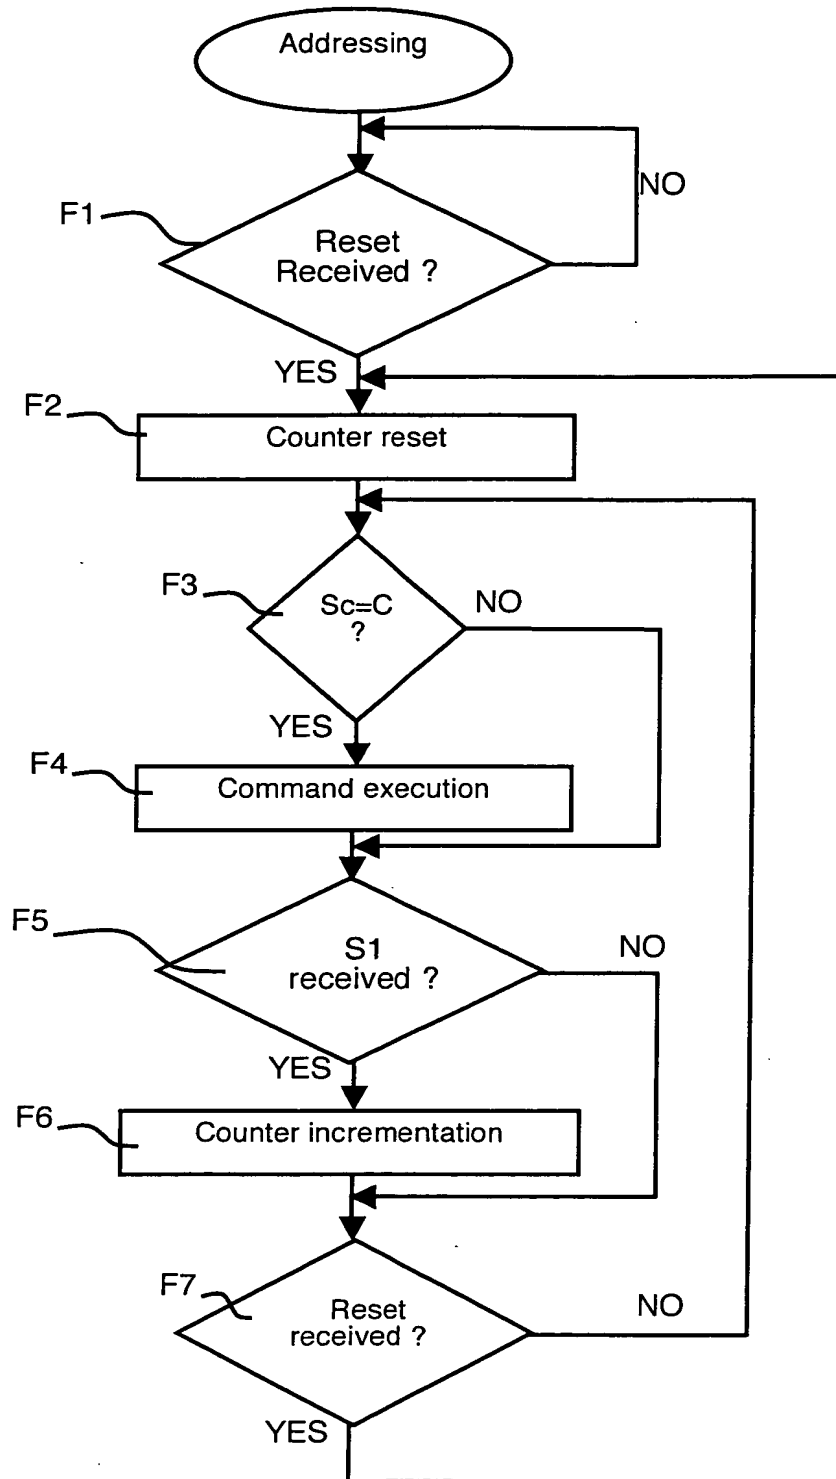 Addressing
NO
F1
Reset
Received ?
YES
F2
Counter reset
F3
Sc=C
?
NO
YES
F4
Command execution
F5
S1
received ?
NO
YES
F6
Counter incrementation
F7
Reset
received ?
NO
YES